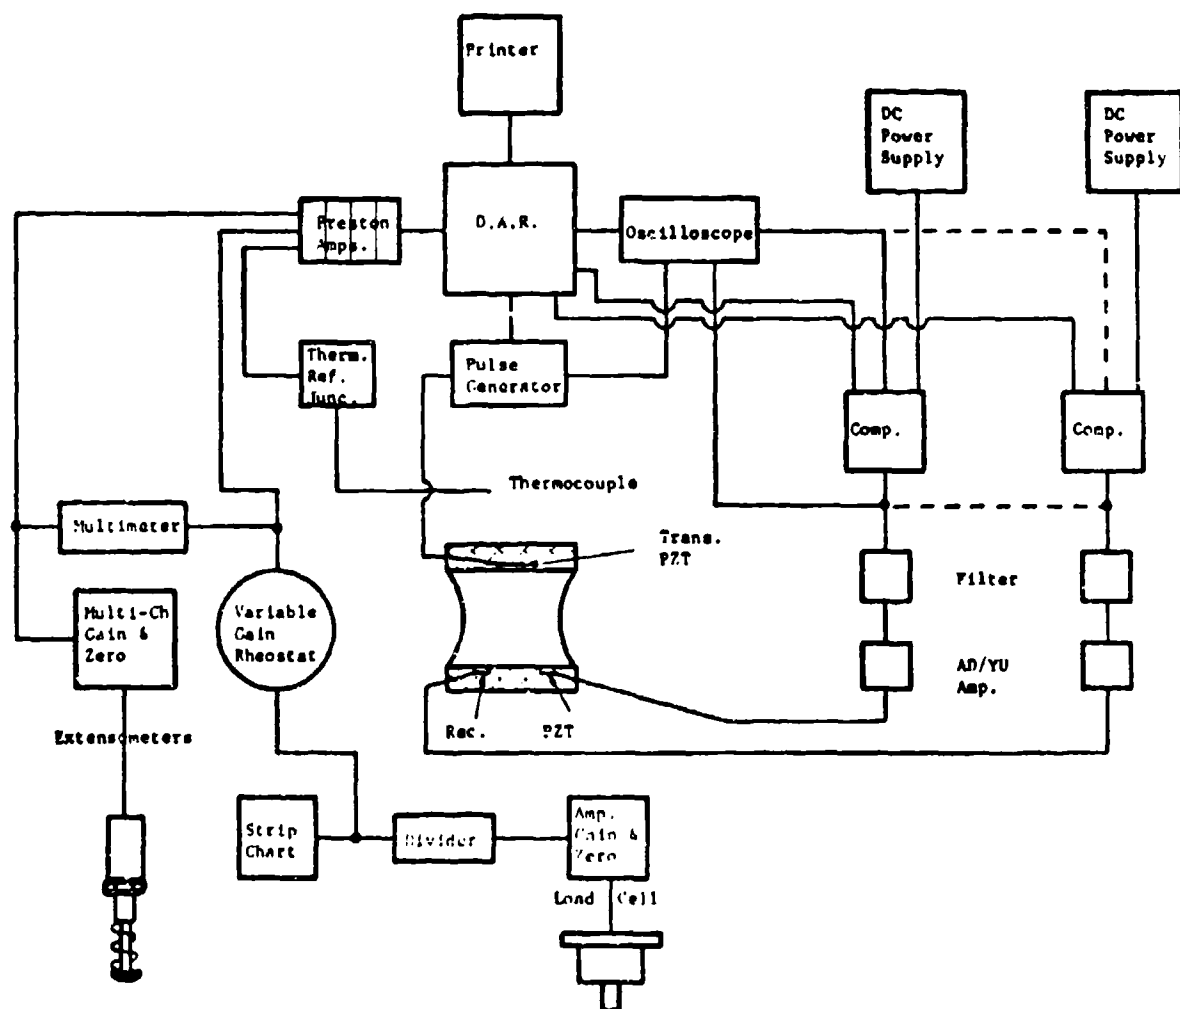 Printer
DC
Power
Supply
DC
Power
Supply
Preston
Amps.
D.A.R.
Oscilloscope
Therm.
Ref.
Junc.
Pulse
Generator
Comp.
Comp.
Thermocouple
Multimeter
Trans.
PZT
Filter
Multi-Ch
Gain &
Zero
Variable
Gain
Rheostat
AD/YU
Amp.
Rec.
PZT
Extensometers
Strip
Chart
Divider
Amp.
Gain &
Zero
Load Cell